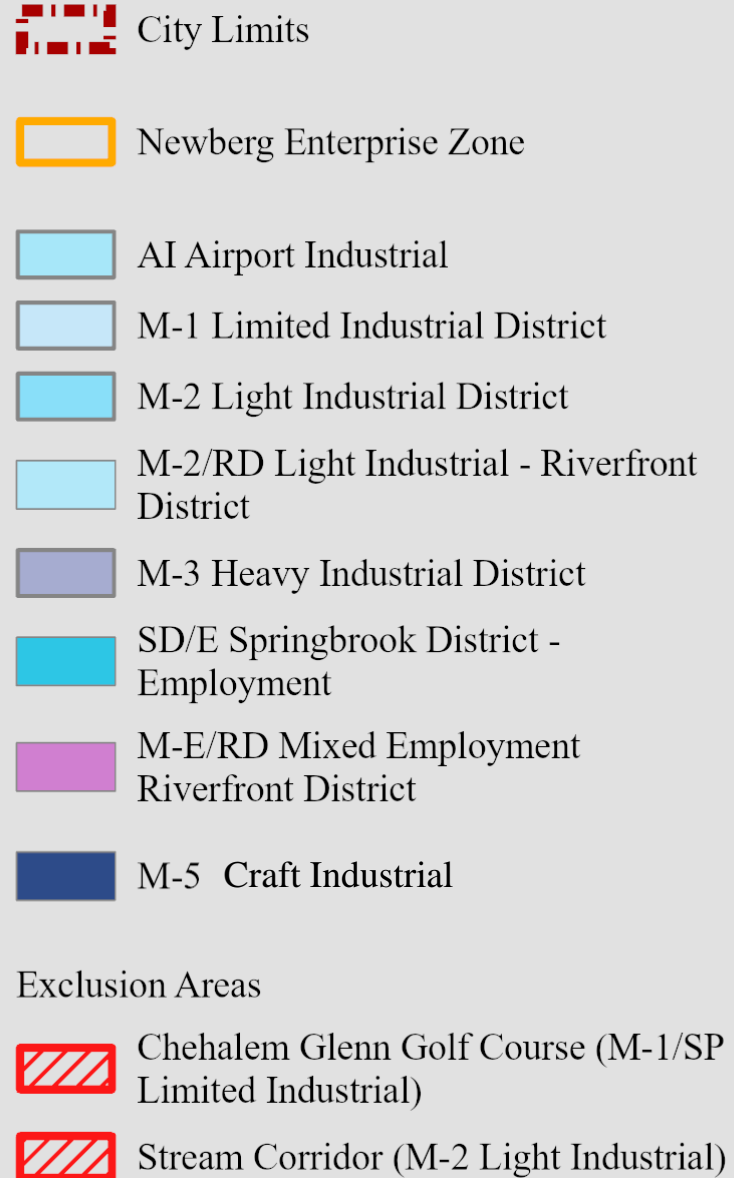 City Limits
Newberg Enterprise Zone
AI Airport Industrial
M-1 Limited Industrial District
M-2 Light Industrial District
M-2/RD Light Industrial - Riverfront
District
M-3 Heavy Industrial District
SD/E Springbrook District -
Employment
M-E/RD Mixed Employment
Riverfront District
M-5 Craft Industrial
Exclusion Areas
Chehalem Glenn Golf Course (M-1/SP
Limited Industrial)
Stream Corridor (M-2 Light Industrial)